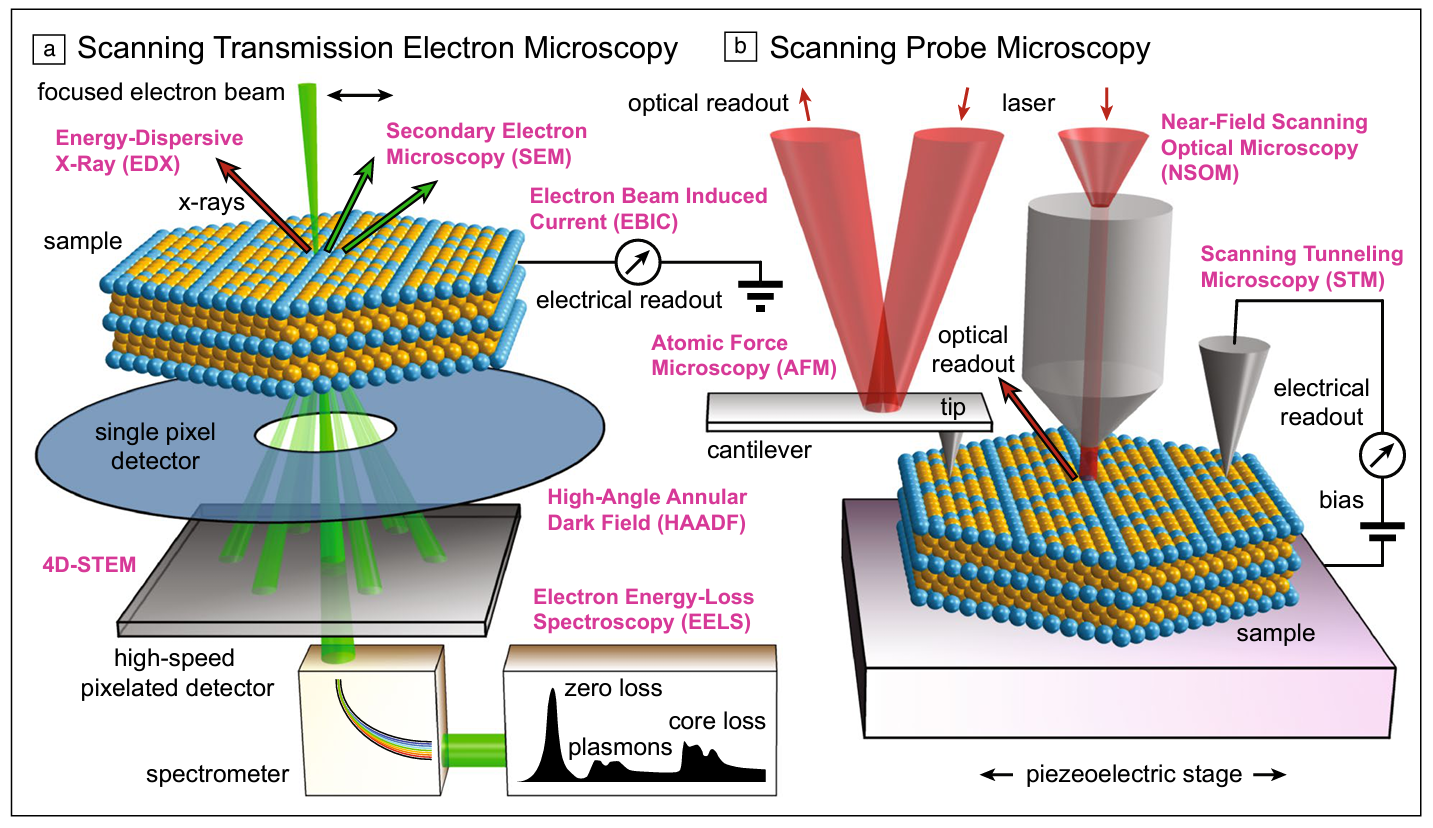 a Scanning Transmission Electron Microscopy
focused electron beam
Energy-Dispersive
X-Ray (EDX)
Secondary Electron
Microscopy (SEM)
x-rays
sample
Electron Beam Induced
Current (EBIC)
electrical readout
single pixel
detector
High-Angle Annular
Dark Field (HAADF)
4D-STEM
high-speed
pixelated detector
Electron Energy-Loss
Spectroscopy (EELS)
spectrometer
zero loss
plasmons
core loss
b Scanning Probe Microscopy
optical readout
laser
Near-Field Scanning
Optical Microscopy
(NSOM)
Scanning Tunneling
Microscopy (STM)
Atomic Force
Microscopy (AFM)
optical
readout
tip
cantilever
electrical
readout
bias
sample
piezoelectric stage